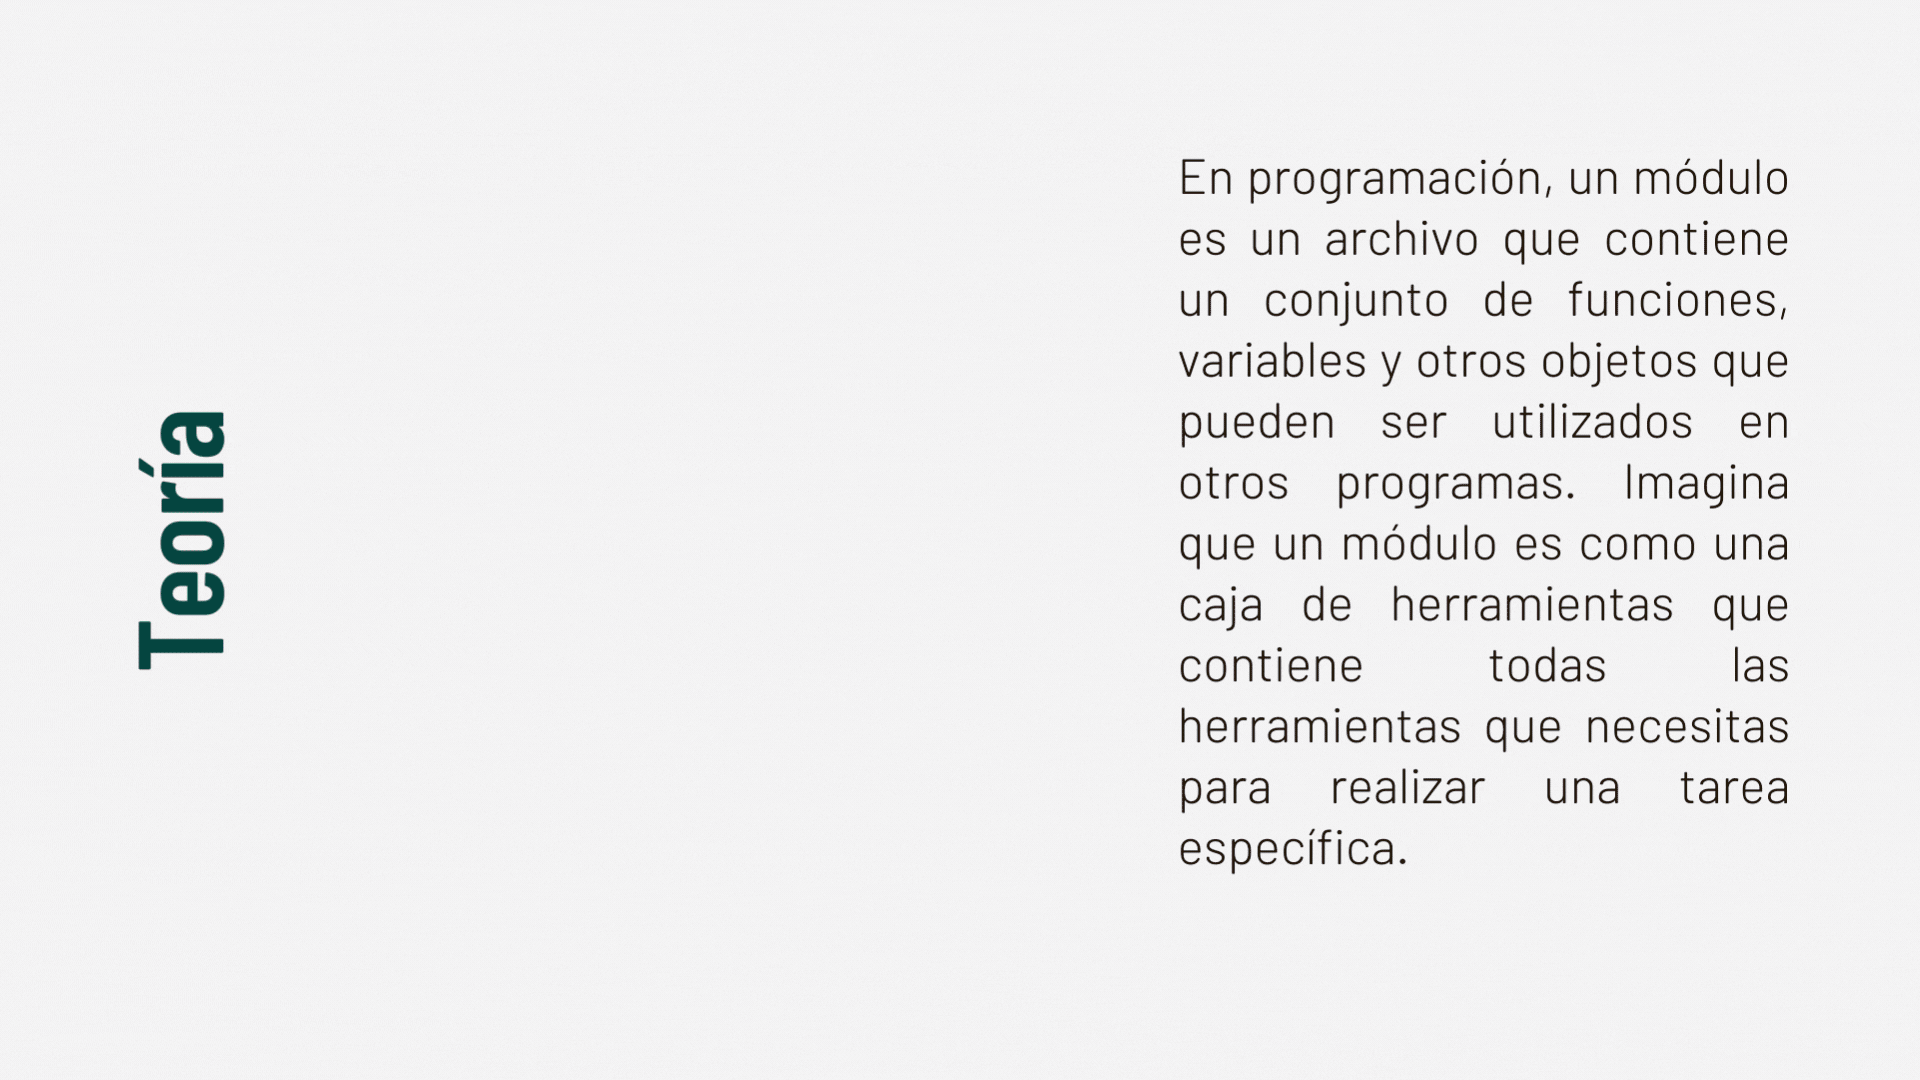 Teoría
En programación, un módulo
es un archivo que contiene
un conjunto de funciones,
variables y otros objetos que
pueden ser utilizados en
otros programas. Imagina
que un módulo es como una
caja de herramientas que
contiene todas las
herramientas que necesitas
para realizar una tarea
específica.